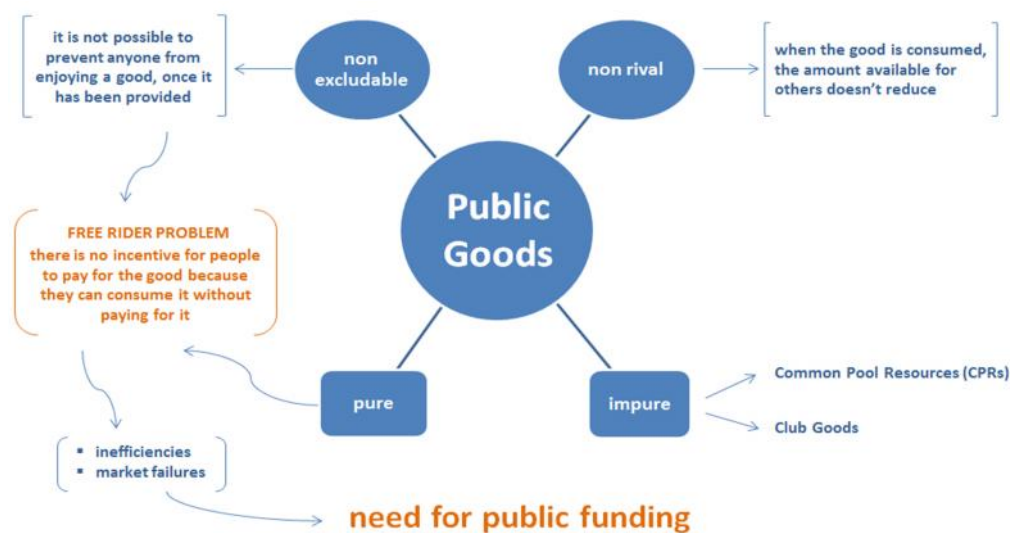 it is not possible to
prevent anyone from
enjoying a good, once it
has been provided
non
excludable
non rival
when the good is consumed,
the amount available for
others doesn't reduce
Public
Goods
FREE RIDER PROBLEM
there is no incentive for people
to pay for the good because
they can consume it without
paying for it
pure
impure
Common Pool Resources (CPRs)
Club Goods
▪ inefficiencies
▪ market failures
need for public funding